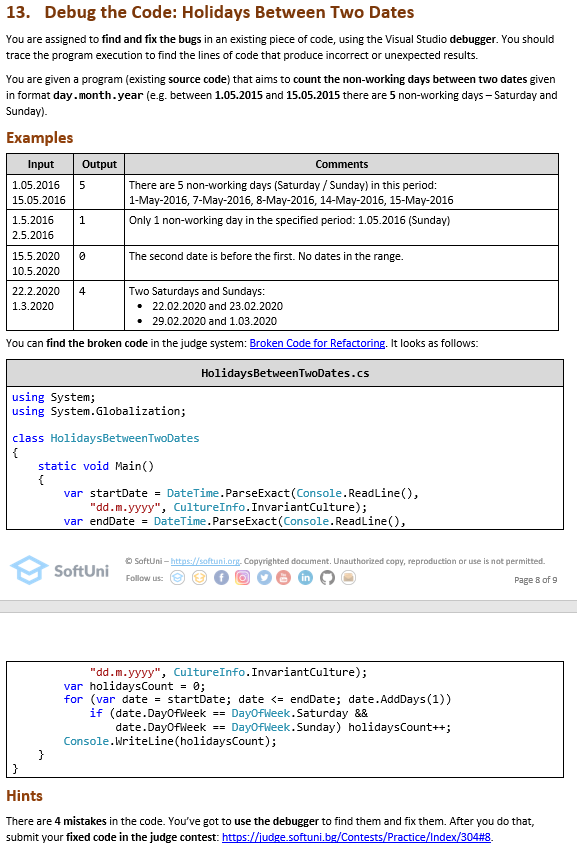 13. Debug the Code: Holidays Between Two Dates
You are assigned to find and fix the bugs in an existing piece of code, using the Visual Studio debugger. You should
trace the program execution to find the lines of code that produce incorrect or unexpected results.
You are given a program (existing source code) that aims to count the non-working days between two dates given
in format day.month.year (e.g. between 1.05.2015 and 15.05.2015 there are 5 non-working days – Saturday and
Sunday).
Examples
Input Output Comments
1.05.2016 5 There are 5 non-working days (Saturday / Sunday) in this period:
15.05.2016 1-May-2016, 7-May-2016, 8-May-2016, 14-May-2016, 15-May-2016
1.5.2016 1 Only 1 non-working day in the specified period: 1.05.2016 (Sunday)
2.5.2016
15.5.2020 0 The second date is before the first. No dates in the range.
10.5.2020
22.2.2020 4 Two Saturdays and Sundays:
1.3.2020 • 22.02.2020 and 23.02.2020
• 29.02.2020 and 1.03.2020
You can find the broken code in the judge system: Broken Code for Refactoring. It looks as follows:
HolidaysBetweenTwoDates.cs
using System;
using System.Globalization;
class HolidaysBetweenTwoDates
{
static void Main()
{
var startDate = DateTime.ParseExact(Console.ReadLine(),
"dd.m.yyyy", CultureInfo.InvariantCulture);
var endDate = DateTime.ParseExact(Console.ReadLine(),
SoftUni
© SoftUni – https://softuni.org. Copyrighted document. Unauthorized copy, reproduction or use is not permitted.
Follow us:
Page 8 of 9
"dd.m.yyyy", CultureInfo.InvariantCulture);
var holidaysCount = 0;
for (var date = startDate; date <= endDate; date.AddDays(1))
if (date.DayOfWeek == DayOfWeek.Saturday &&
date.DayOfWeek == DayOfWeek.Sunday) holidaysCount++;
Console.WriteLine(holidaysCount);
}
}
Hints
There are 4 mistakes in the code. You've got to use the debugger to find them and fix them. After you do that,
submit your fixed code in the judge contest: https://judge.softuni.bg/Contests/Practice/Index/304#8.